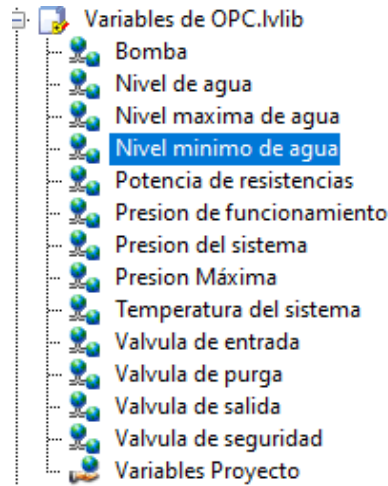 Variables de OPC.lvlib
Bomba
Nivel de agua
Nivel maxima de agua
Nivel minimo de agua
Potencia de resistencias
Presion de funcionamiento
Presion del sistema
Presion Máxima
Temperatura del sistema
Valvula de entrada
Valvula de purga
Valvula de salida
Valvula de seguridad
Variables Proyecto